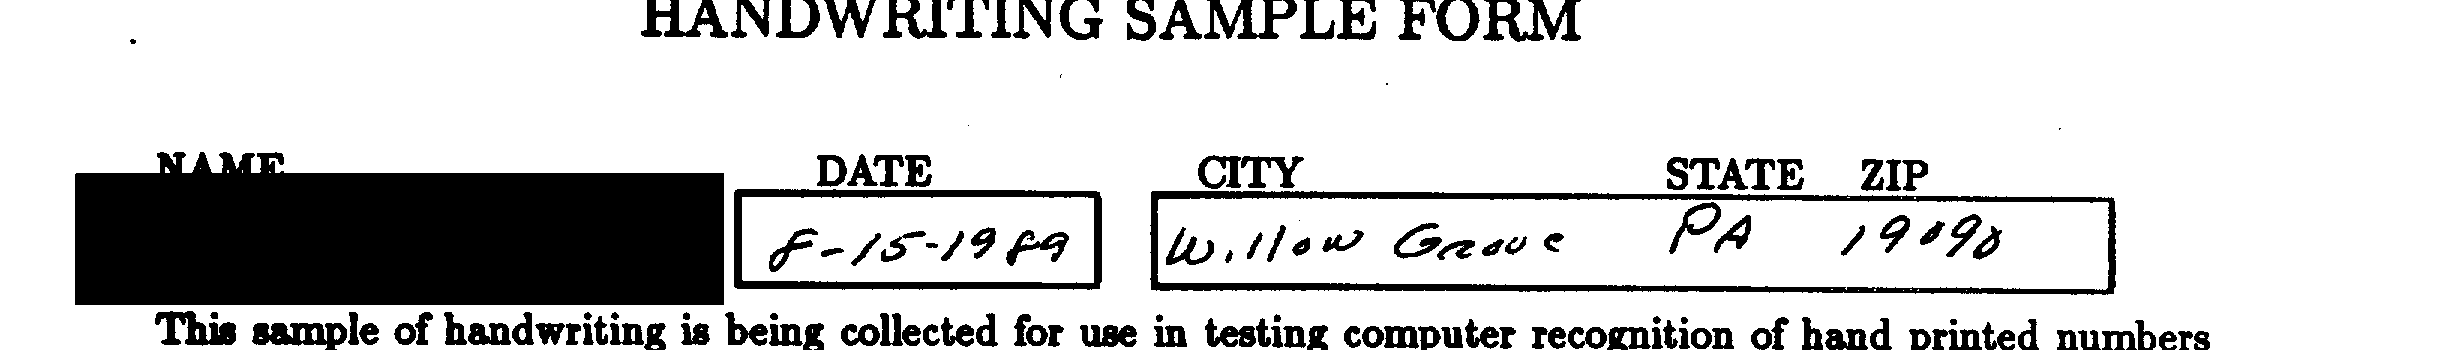 HANDWRITING SAMPLE FORM
NAME DATE CITY STATE ZIP
8-15-1989 Willow Grove PA 19090
This sample of handwriting is being collected for use in testing computer recognition of hand printed numbers